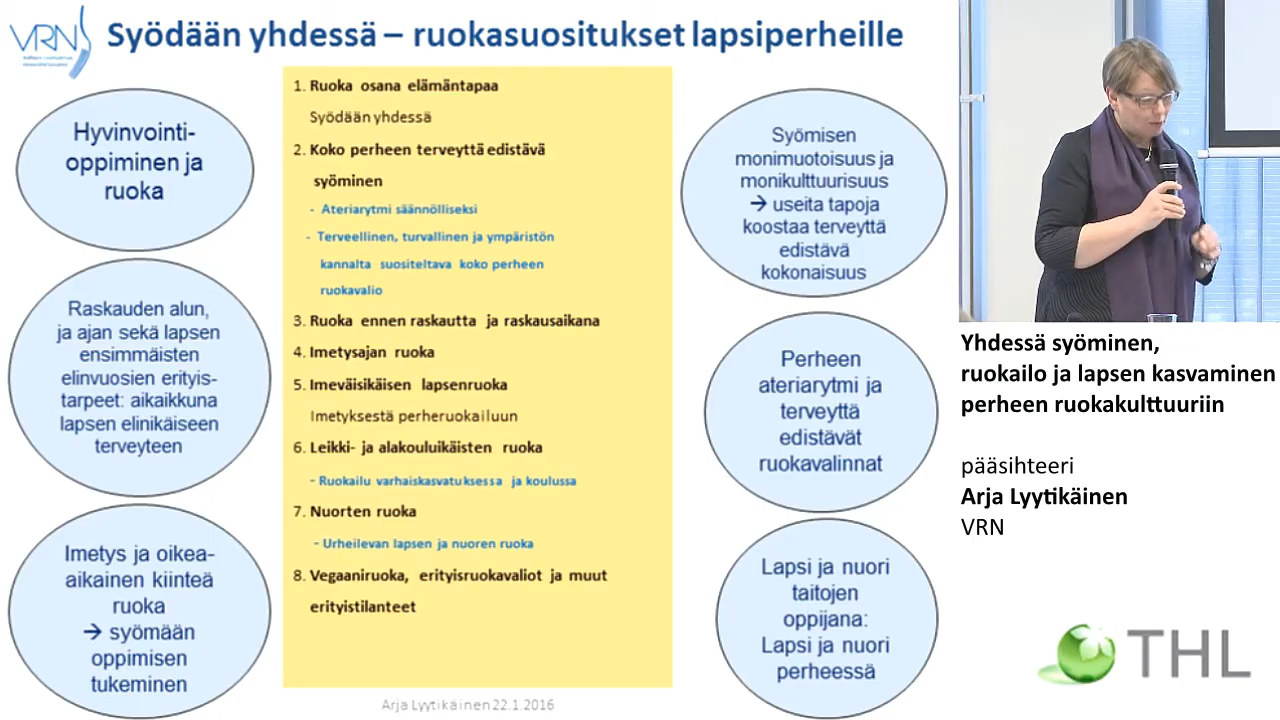 VRN
Syödään yhdessä – ruokasuositukset lapsiperheille
Hyvinvointi-
oppiminen ja
ruoka
Raskauden alun,
ja ajan sekä lapsen
ensimmäisten
elinvuosien erityis-
tarpeet: aikaikkuna
lapsen elinikäiseen
terveyteen
Imetys ja oikea-
aikainen kiinteä
ruoka
→ syömään
oppimisen
tukeminen
1. Ruoka osana elämäntapaa
Syödään yhdessä
2. Koko perheen terveyttä edistävä
syöminen
- Ateriarytmi säännölliseksi
- Terveellinen, turvallinen ja ympäristön
kannalta suositeltava koko perheen
ruokavalio
3. Ruoka ennen raskautta ja raskausaikana
4. Imetysajan ruoka
5. Imeväisikäisen lapsenruoka
Imetyksestä perheruokailuun
6. Leikki- ja alakouluikäisten ruoka
- Ruokailu varhaiskasvatuksessa ja koulussa
7. Nuorten ruoka
- Urheilevan lapsen ja nuoren ruoka
8. Vegaaniruoka, erityisruokavaliot ja muut
erityistilanteet
Arja Lyytikäinen 22.1.2016
Syömisen
monimuotoisuus ja
monikulttuurisuus
→ useita tapoja
koostaa terveyttä
edistävä
kokonaisuus
Perheen
ateriarytmi ja
terveyttä
edistävät
ruokavalinnat
Lapsi ja nuori
taitojen
oppijana:
Lapsi ja nuori
perheessä
Yhdessä syöminen,
ruokailo ja lapsen kasvaminen
perheen ruokakulttuuriin
pääsihteeri
Arja Lyytikäinen
VRN
THL